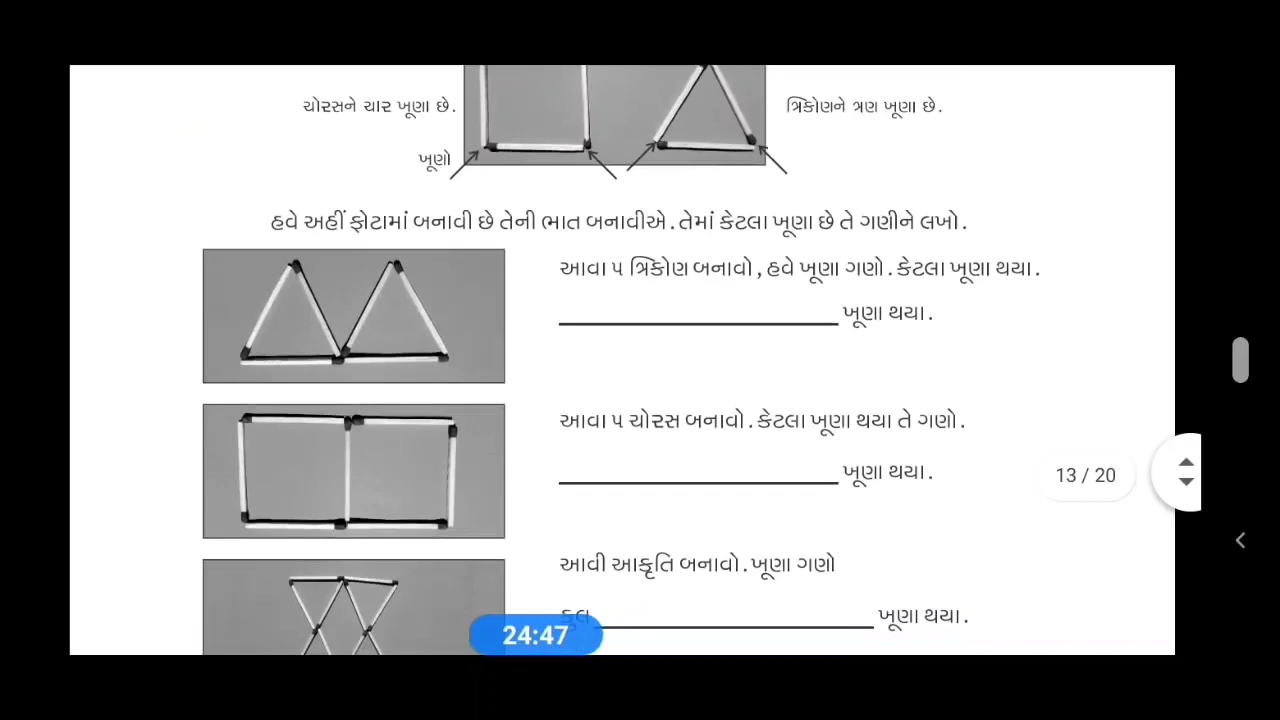 ચોરસને ચાર ખૂણા છે.
ત્રિકોણને ત્રણ ખૂણા છે.
ખૂણો
હવે અહીં ફોટામાં બનાવી છે તેની ભાત બનાવીએ. તેમાં કેટલા ખૂણા છે તે ગણીને લખો.
આવા ૫ ત્રિકોણ બનાવો, હવે ખૂણા ગણો. કેટલા ખૂણા થયા.
ખૂણા થયા.
આવા ૫ ચોરસ બનાવો. કેટલા ખૂણા થયા તે ગણો.
ખૂણા થયા.
13 / 20
આવી આકૃતિ બનાવો. ખૂણા ગણો
કુલ ખૂણા થયા.
24:47